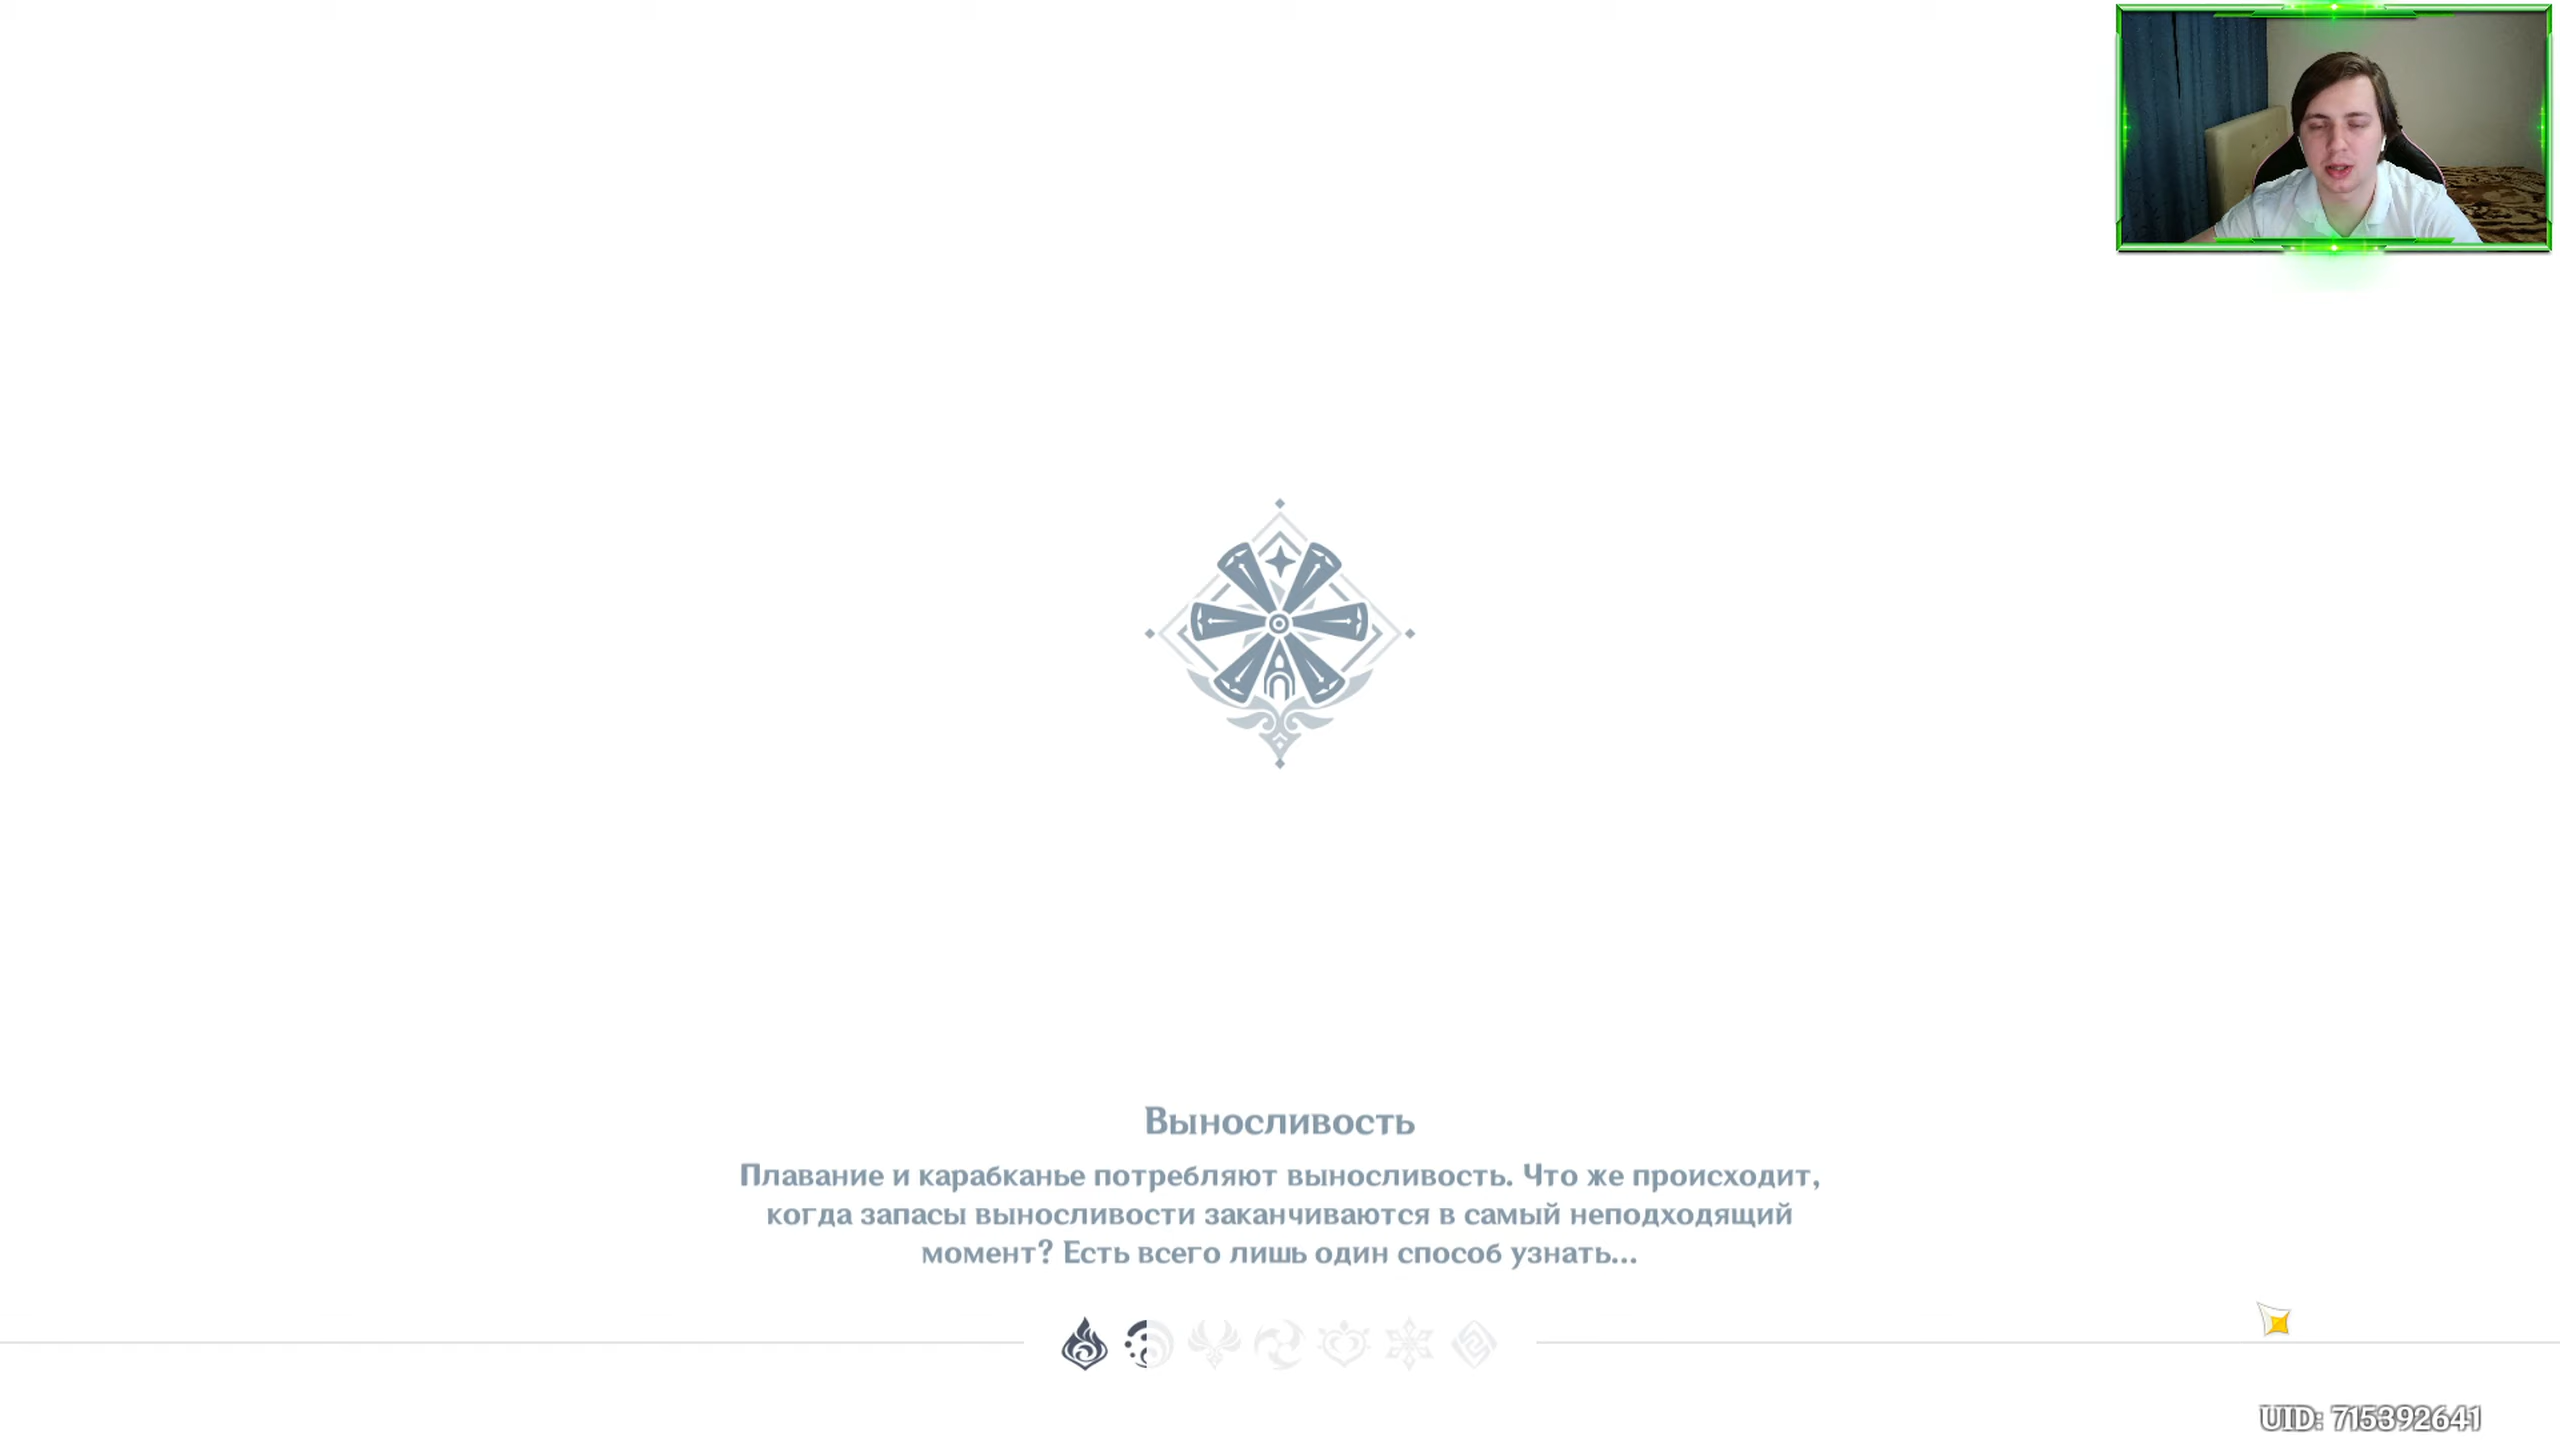 Выносливость
Плавание и карабканье потребляют выносливость. Что же происходит,
когда запасы выносливости заканчиваются в самый неподходящий
момент? Есть всего лишь один способ узнать...
UID: 715392641